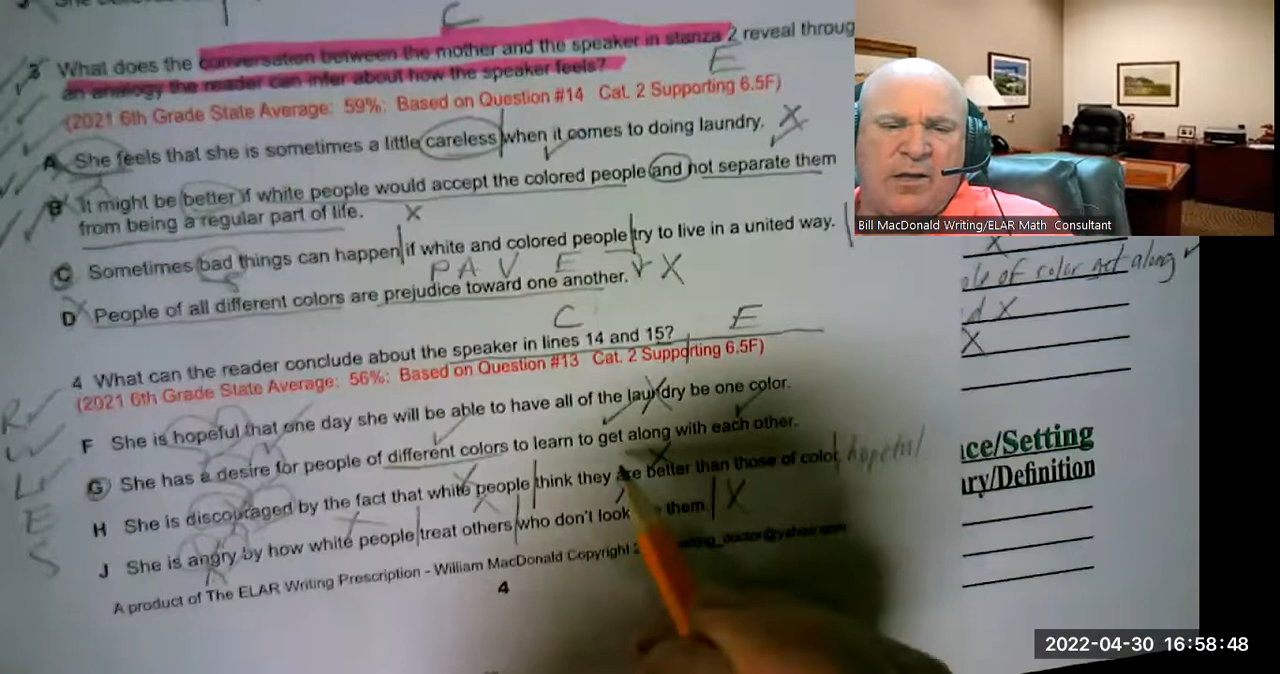 C
3 What does the conversation between the mother and the speaker in stanza 2 reveal throug
an analogy the reader can infer about how the speaker feels?
E
(2021 6th Grade State Average: 59%: Based on Question #14 Cat. 2 Supporting 6.5F)
A She feels that she is sometimes a little careless when it comes to doing laundry. X
B It might be better if white people would accept the colored people and not separate them
from being a regular part of life. X
C Sometimes bad things can happen if white and colored people try to live in a united way.
P A V E
D People of all different colors are prejudice toward one another. X
C E
4 What can the reader conclude about the speaker in lines 14 and 15?
(2021 6th Grade State Average: 56%: Based on Question #13 Cat. 2 Supporting 6.5F)
R
F She is hopeful that one day she will be able to have all of the laundry be one color.
G She has a desire for people of different colors to learn to get along with each other.
L
H She is discouraged by the fact that white people think they are better than those of color hopeful
E
J She is angry by how white people treat others who don't look them. X
S
A product of The ELAR Writing Prescription - William MacDonald Copyright
4
Bill MacDonald Writing/ELAR Math Consultant
X
of color get along
d X
X
ce/Setting
ry/Definition
2022-04-30 16:58:48